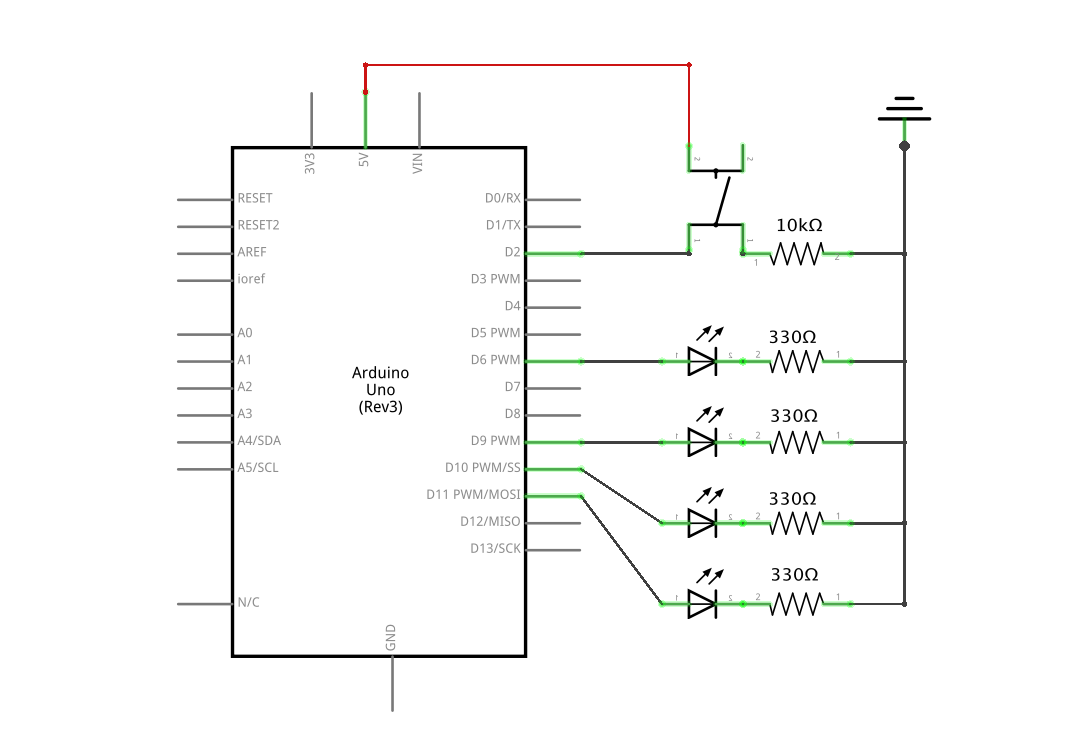 3V3
5V
VIN
RESET
RESET2
AREF
ioref
A0
A1
A2
A3
A4/SDA
A5/SCL
N/C
Arduino
Uno
(Rev3)
D0/RX
D1/TX
D2
D3 PWM
D4
D5 PWM
D6 PWM
D7
D8
D9 PWM
D10 PWM/SS
D11 PWM/MOSI
D12/MISO
D13/SCK
GND
2 2
1 1
10kΩ
1 2
330Ω
1 2 2 1
330Ω
1 2 2 1
330Ω
1 2 2 1
330Ω
1 2 2 1